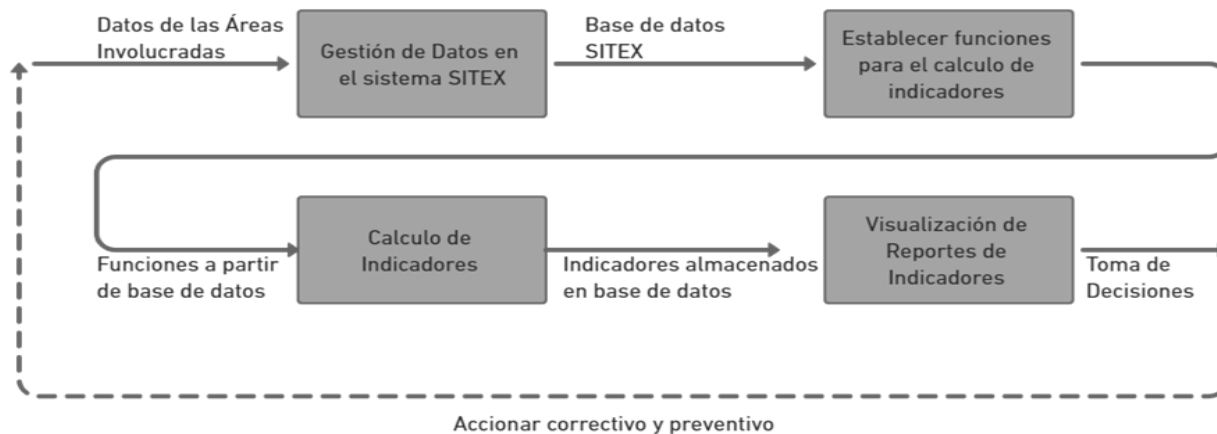 Datos de las Áreas
Involucradas
Gestión de Datos en
el sistema SITEX
Base de datos
SITEX
Establecer funciones
para el calculo de
indicadores
Funciones a partir
de base de datos
Calculo de
Indicadores
Indicadores almacenados
en base de datos
Visualización de
Reportes de
Indicadores
Toma de
Decisiones
Accionar correctivo y preventivo